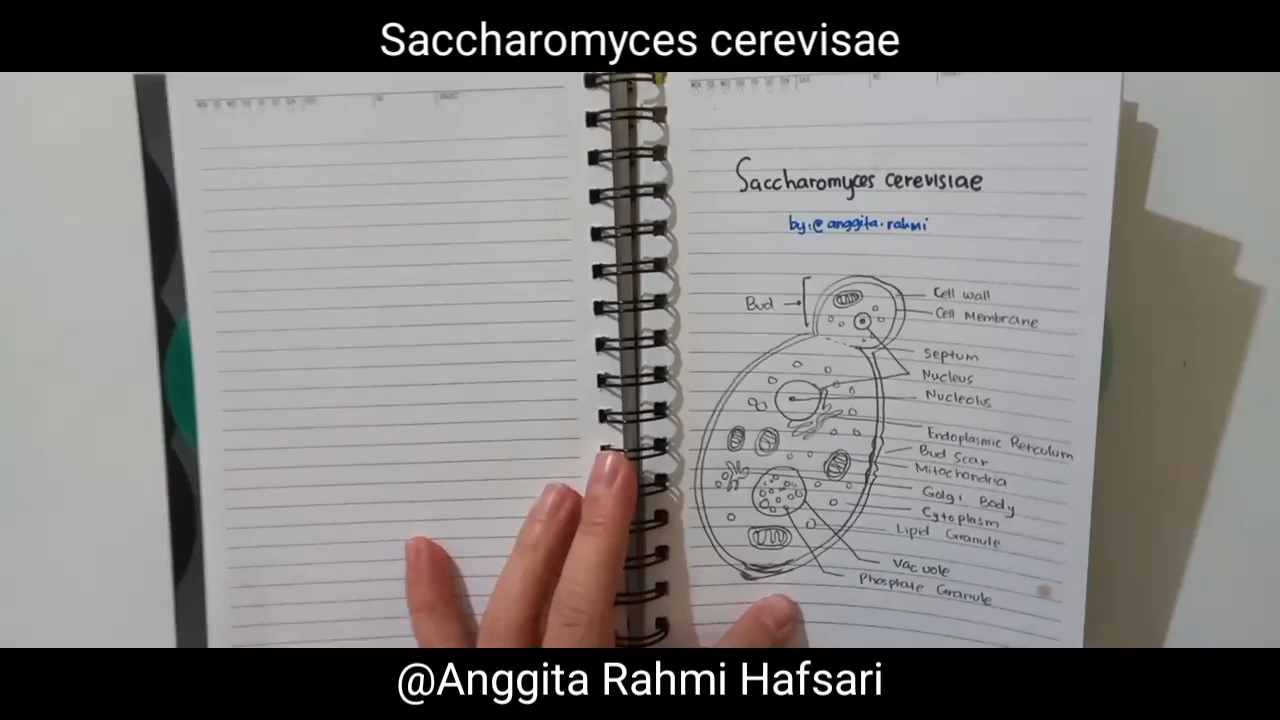 Saccharomyces cerevisae
Saccharomyces cerevisiae
by: @anggita.rahmi
Bud
Cell wall
Cell Membrane
Septum
Nucleus
Nucleolus
Endoplasmic Reticulum
Bud Scar
Mitochondria
Golgi Body
Cytoplasm
Lipid Granule
Vacuole
Phosphate Granule
@Anggita Rahmi Hafsari